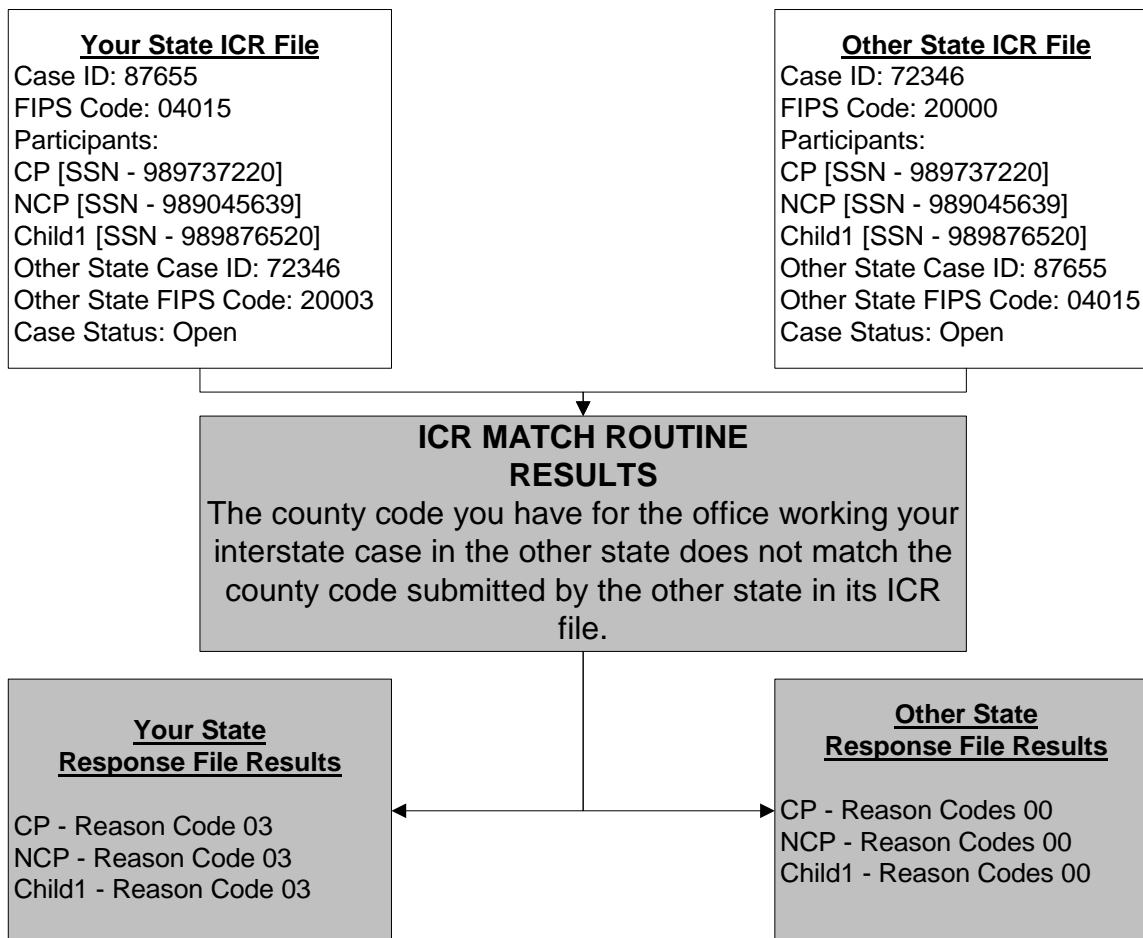 Your State ICR File
Case ID: 87655
FIPS Code: 04015
Participants:
CP [SSN - 989737220]
NCP [SSN - 989045639]
Child1 [SSN - 989876520]
Other State Case ID: 72346
Other State FIPS Code: 20003
Case Status: Open
Other State ICR File
Case ID: 72346
FIPS Code: 20000
Participants:
CP [SSN - 989737220]
NCP [SSN - 989045639]
Child1 [SSN - 989876520]
Other State Case ID: 87655
Other State FIPS Code: 04015
Case Status: Open
ICR MATCH ROUTINE
RESULTS
The county code you have for the office working your
interstate case in the other state does not match the
county code submitted by the other state in its ICR
file.
Your State
Response File Results
CP - Reason Code 03
NCP - Reason Code 03
Child1 - Reason Code 03
Other State
Response File Results
CP - Reason Codes 00
NCP - Reason Codes 00
Child1 - Reason Codes 00